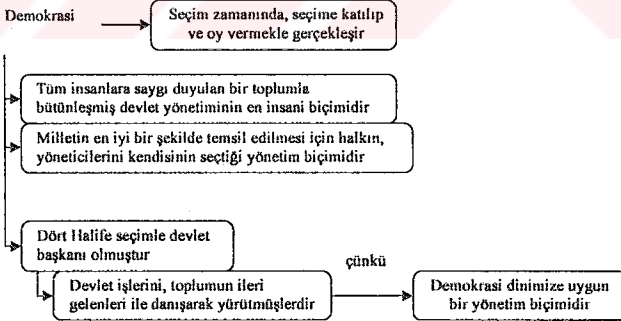 Demokrasi
Seçim zamanında, seçime katılıp
ve oy vermekle gerçekleşir
Tüm insanlara saygı duyulan bir toplumla
bütünleşmiş devlet yönetiminin en insani biçimidir
Milletin en iyi bir şekilde temsil edilmesi için halkın,
yöneticilerini kendisinin seçtiği yönetim biçimidir
Dört Halife seçimle devlet
başkanı olmuştur
Devlet işlerini, toplumun ileri
gelenleri ile danışarak yürütmüşlerdir
çünkü
Demokrasi dinimize uygun
bir yönetim biçimidir